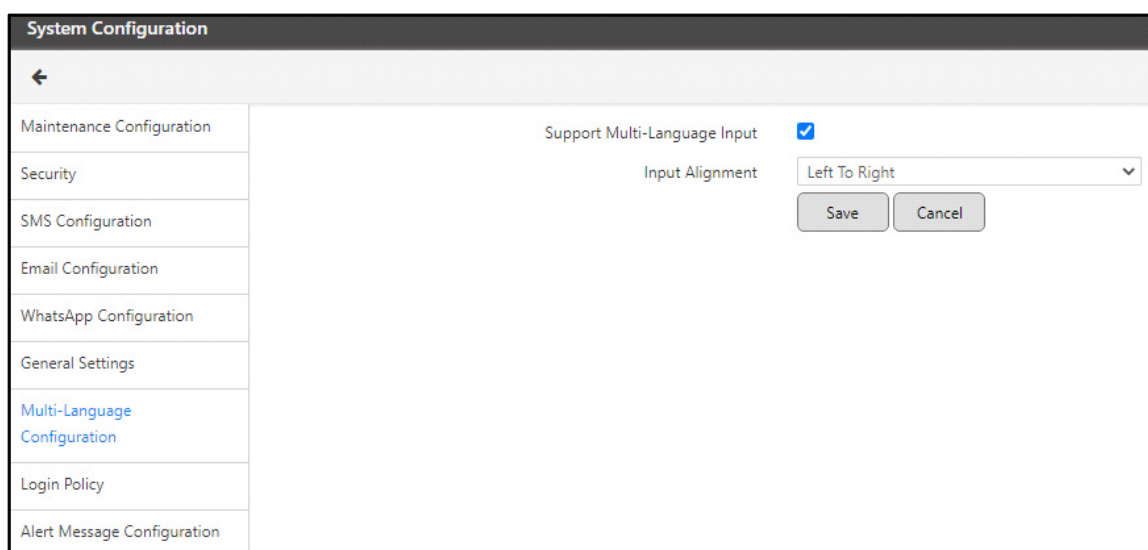 System Configuration
Maintenance Configuration
Security
SMS Configuration
Email Configuration
WhatsApp Configuration
General Settings
Multi-Language
Configuration
Login Policy
Alert Message Configuration
Support Multi-Language Input
Input Alignment
Left To Right
Save
Cancel